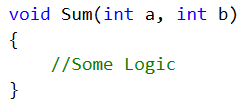 void Sum(int a, int b)
{
    //Some Logic
}